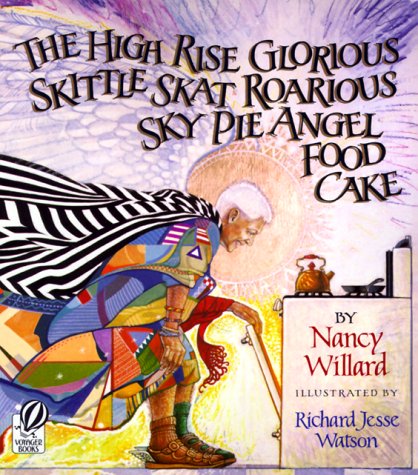 THE HIGH RISE GLORIOUS
SKITTLE SKAT ROARIOUS
SKY PIE ANGEL
FOOD
CAKE
BY
Nancy
Willard
ILLUSTRATED BY
Richard Jesse
Watson
VOYAGER
BOOKS